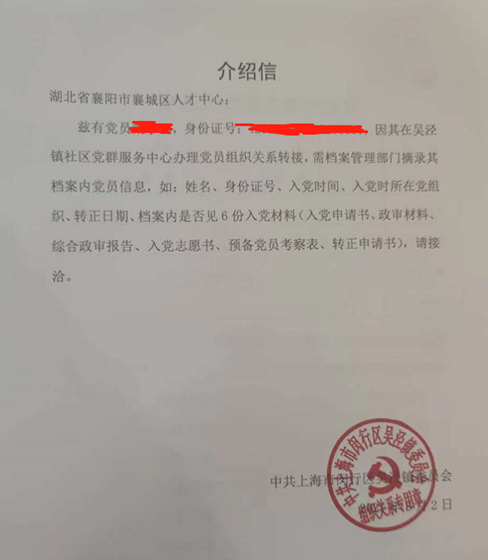 介绍信
湖北省襄阳市襄城区人才中心：
兹有党员，身份证号：，因其在吴泾
镇社区党群服务中心办理党员组织关系转接，需档案管理部门摘录其
档案内党员信息，如：姓名、身份证号、入党时间、入党时所在党组
织、转正日期、档案内是否见6份入党材料（入党申请书、政审材料、
综合政审报告、入党志愿书、预备党员考察表、转正申请书），请接
洽。
中共上海市闵行区吴泾镇委员会
中共上海市闵行区吴泾镇委员会
组织关系专用章
2日